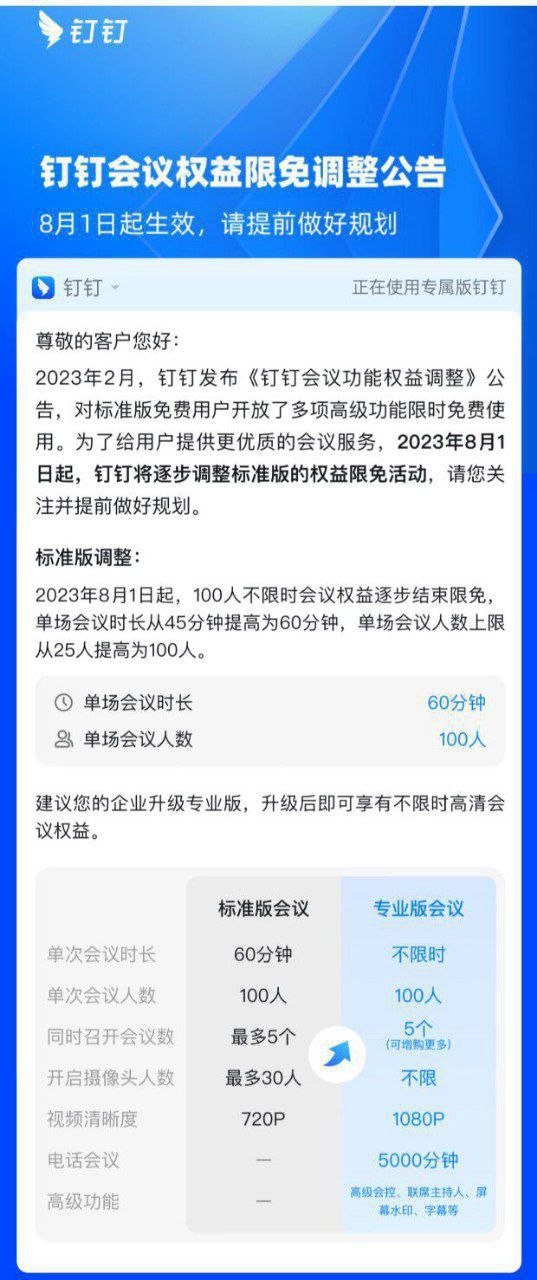 钉钉
钉钉会议权益限免调整公告
8月1日起生效，请提前做好规划
钉钉 正在使用专属版钉钉
尊敬的客户您好：
2023年2月，钉钉发布《钉钉会议功能权益调整》公
告，对标准版免费用户开放了多项高级功能限时免费使
用。为了给用户提供更优质的会议服务，2023年8月1
日起，钉钉将逐步调整标准版的权益限免活动，请您关
注并提前做好规划。
标准版调整：
2023年8月1日起，100人不限时会议权益逐步结束限免，
单场会议时长从45分钟提高为60分钟，单场会议人数上限
从25人提高为100人。
单场会议时长 60分钟
单场会议人数 100人
建议您的企业升级专业版，升级后即可享有不限时高清会
议权益。
标准版会议 专业版会议
单次会议时长 60分钟 不限时
单次会议人数 100人 100人
同时召开会议数 最多5个 5个
(可增购更多)
开启摄像头人数 最多30人 不限
视频清晰度 720P 1080P
电话会议 — 5000分钟
高级功能 — 高级会控、联席主持人、屏
幕水印、字幕等